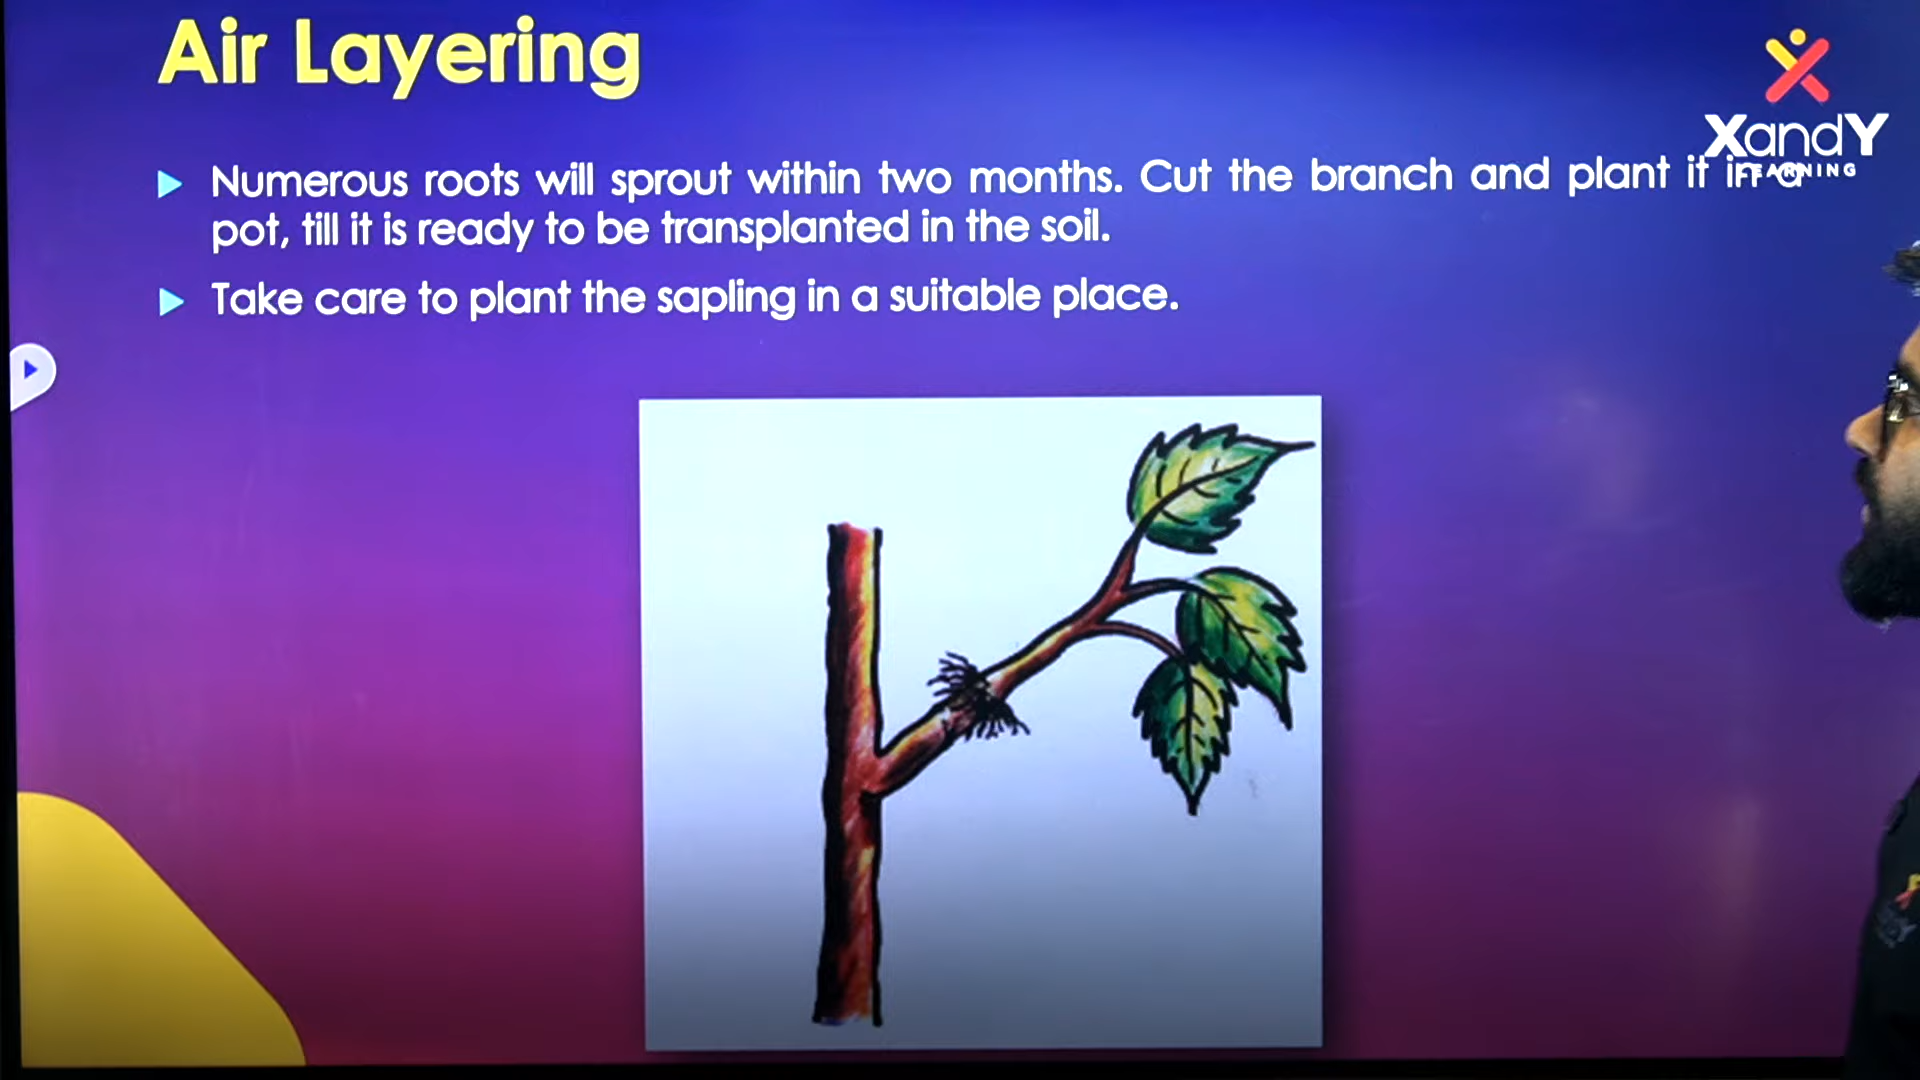 Air Layering
XandY
LEARNING
Numerous roots will sprout within two months. Cut the branch and plant it in a
pot, till it is ready to be transplanted in the soil.
Take care to plant the sapling in a suitable place.